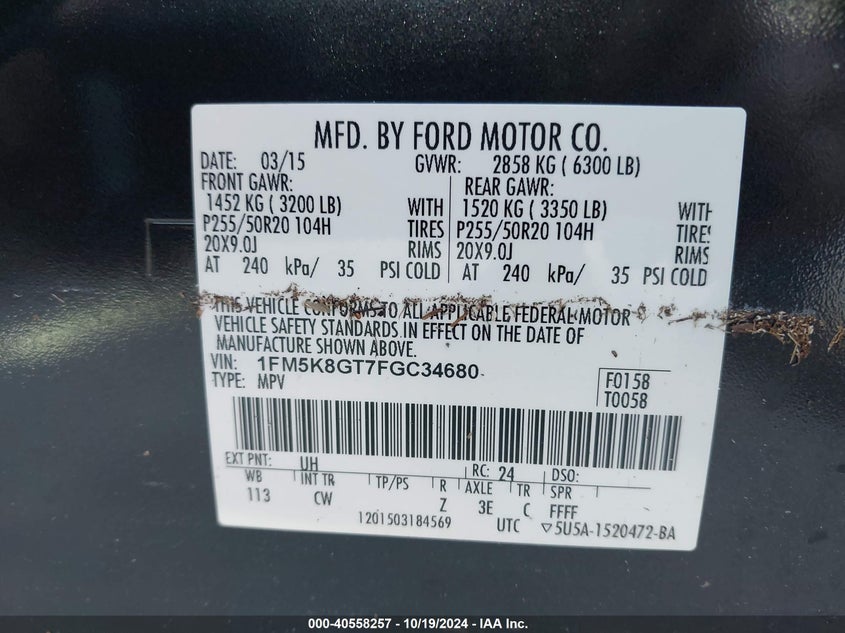 MFD. BY FORD MOTOR CO.
DATE: 03/15 GVWR: 2858 KG ( 6300 LB)
FRONT GAWR: REAR GAWR:
1452 KG ( 3200 LB) WITH 1520 KG ( 3350 LB) WITH
P255/50R20 104H TIRES P255/50R20 104H TIRES
20X9.0J RIMS 20X9.0J RIMS
AT 240 kPa/ 35 PSI COLD AT 240 kPa/ 35 PSI COLD
THIS VEHICLE CONFORMS TO ALL APPLICABLE FEDERAL MOTOR
VEHICLE SAFETY STANDARDS IN EFFECT ON THE DATE OF
MANUFACTURE SHOWN ABOVE.
VIN: 1FM5K8GT7FGC34680
TYPE: MPV
F0158
T0058
EXT PNT: UH RC: 24 DSO:
WB INT TR TP/PS R AXLE TR SPR
113 CW Z 3E C FFFF
1201503184569 UTC ▽5U5A-1520472-BA
000-40558257 - 10/19/2024 - IAA Inc.